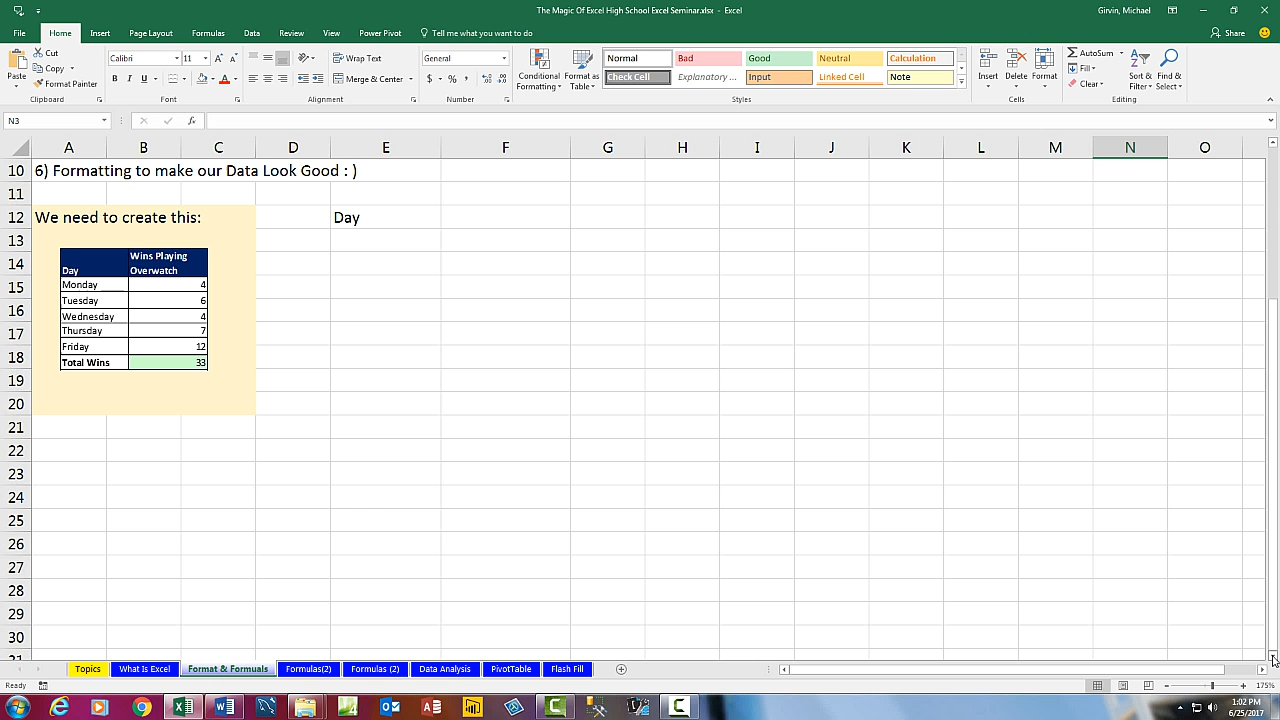 The Magic Of Excel High School Excel Seminar.xlsx - Excel
Girvin, Michael
File Home Insert Page Layout Formulas Data Review View Power Pivot Tell me what you want to do
Share
Cut
Copy
Format Painter
Paste
Clipboard
Calibri 11
B I U
Font
Wrap Text
Merge & Center
Alignment
General
$ % ,
Number
Conditional Formatting
Format as Table
Normal Bad Good Neutral Calculation
Check Cell Explanatory ... Input Linked Cell Note
Styles
Insert Delete Format
Cells
AutoSum
Fill
Clear
Sort & Filter
Find & Select
Editing
N3
fx
A B C D E F G H I J K L M N O
10 6) Formatting to make our Data Look Good : )
11
12 We need to create this: Day
13
14
15
16
17
18
19
20
21
22
23
24
25
26
27
28
29
30
Day Wins Playing Overwatch
Monday 4
Tuesday 6
Wednesday 4
Thursday 7
Friday 12
Total Wins 33
Topics What Is Excel Format & Formuals Formulas(2) Formulas (2) Data Analysis PivotTable Flash Fill
Ready
175%
1:02 PM
6/25/2017